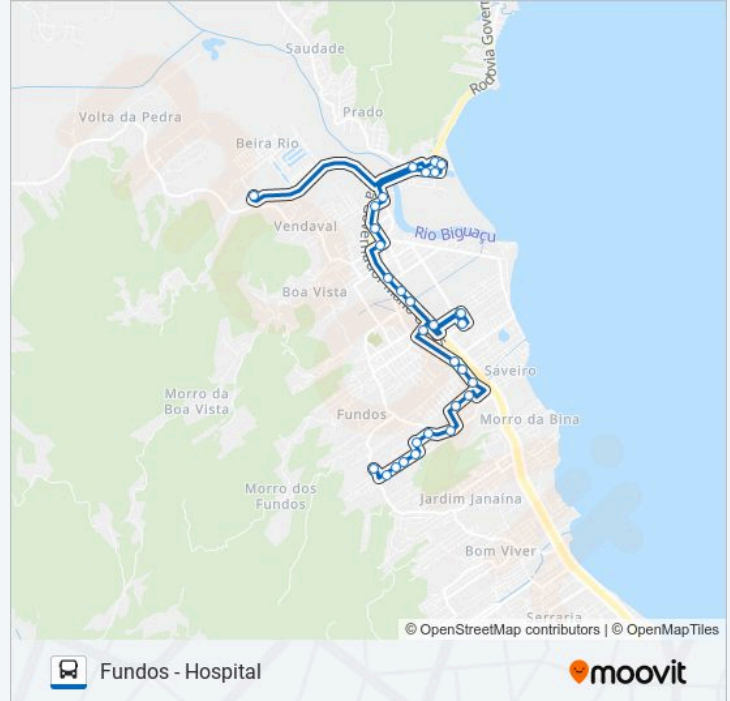 Saudade
Rodovia Govern
Prado
Volta da Pedra
Beira Rio
Rio Biguaçu
Vendaval
Boa Vista
Saveiro
Morro da
Boa Vista
Fundos
Morro da Bina
Morro dos
Fundos
Jardim Janaína
Bom Viver
Serraria
© OpenStreetMap contributors | © OpenMapTiles
Fundos - Hospital
moovit